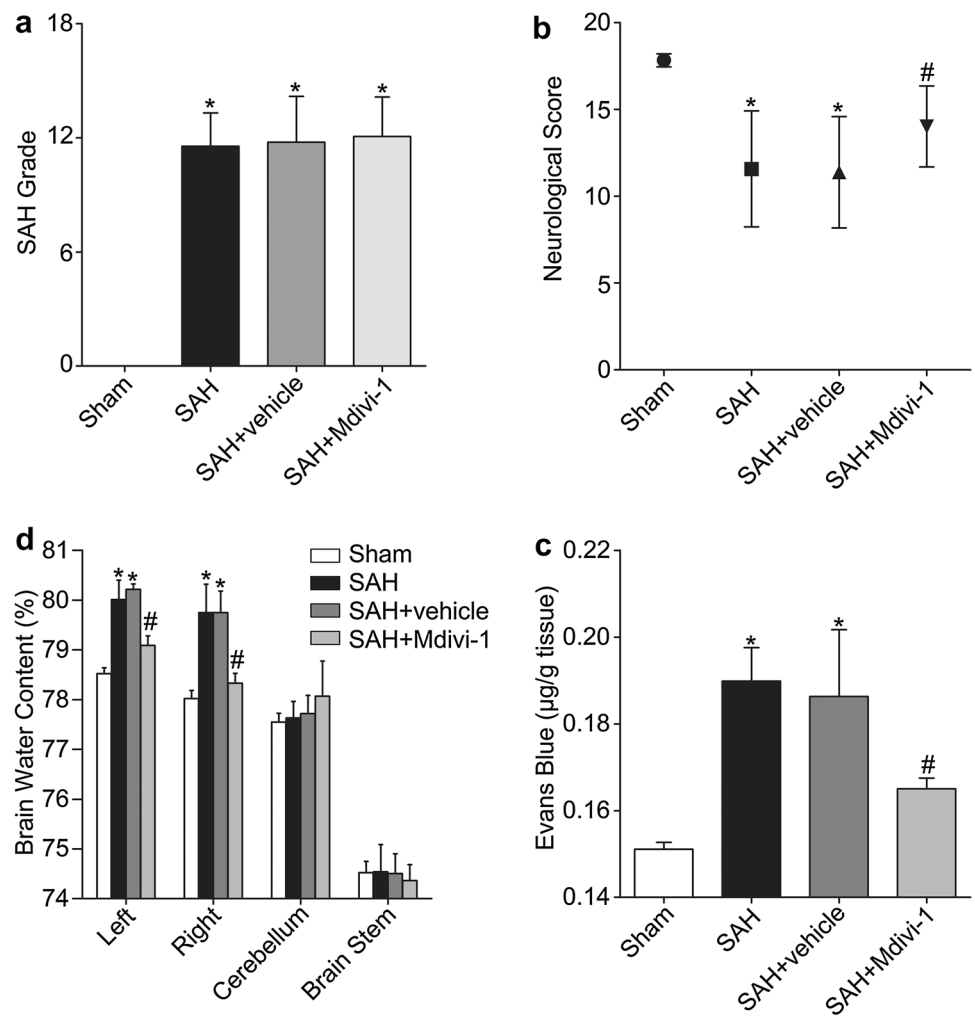 a
SAH Grade
18
12
6
0
*
*
*
Sham
SAH
SAH+vehicle
SAH+Mdivi-1
b
Neurological Score
20
15
10
5
0
*
*
#
Sham
SAH
SAH+vehicle
SAH+Mdivi-1
d
Brain Water Content (%)
81
80
79
78
77
76
75
74
Sham
SAH
SAH+vehicle
SAH+Mdivi-1
* *
#
* *
#
Left
Right
Cerebellum
Brain Stem
c
Evans Blue (µg/g tissue)
0.22
0.20
0.18
0.16
0.14
*
*
#
Sham
SAH
SAH+vehicle
SAH+Mdivi-1